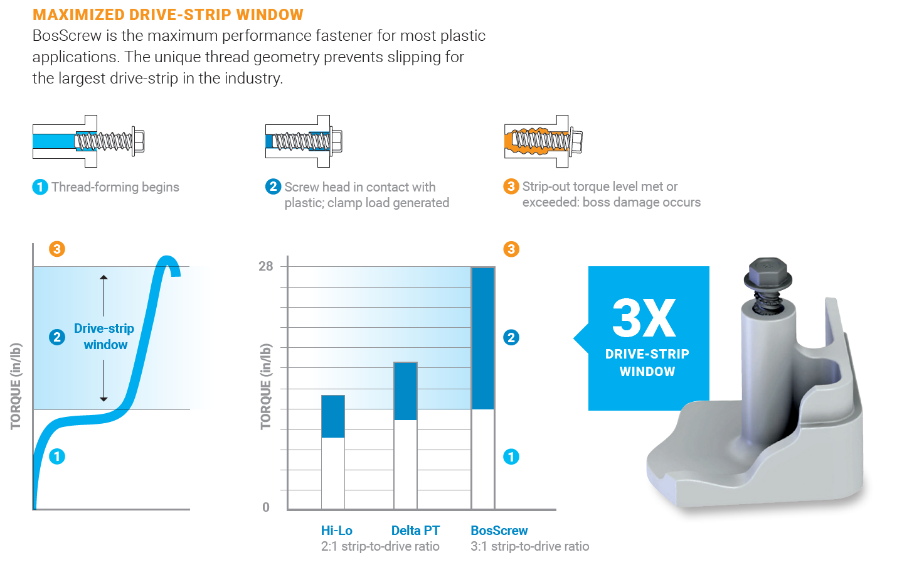 MAXIMIZED DRIVE-STRIP WINDOW
BosScrew is the maximum performance fastener for most plastic
applications. The unique thread geometry prevents slipping for
the largest drive-strip in the industry.
1 Thread-forming begins
2 Screw head in contact with
plastic; clamp load generated
3 Strip-out torque level met or
exceeded: boss damage occurs
TORQUE (in/lb)
3
2
Drive-strip
window
1
TORQUE (in/lb)
28
0
3
2
1
Hi-Lo
2:1 strip-to-drive ratio
Delta PT
BosScrew
3:1 strip-to-drive ratio
3X
DRIVE-STRIP
WINDOW